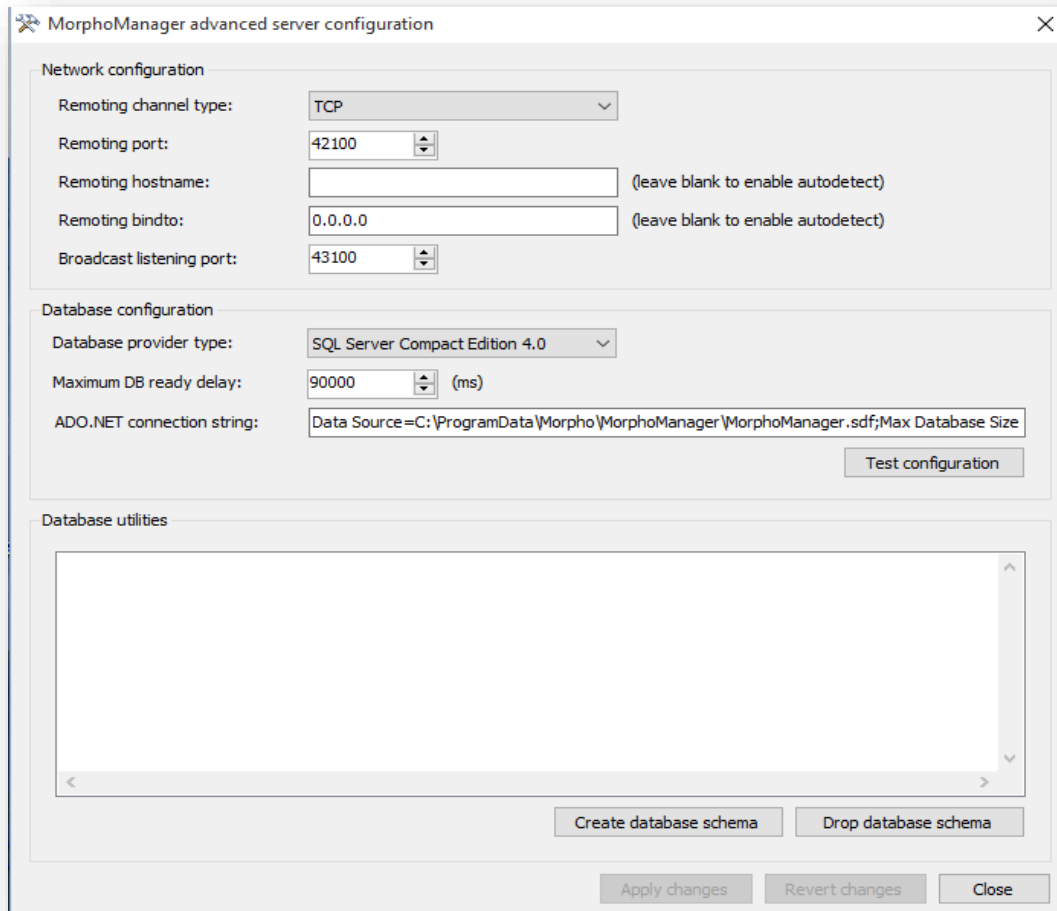 MorphoManager advanced server configuration
Network configuration
Remoting channel type: TCP
Remoting port: 42100
Remoting hostname: (leave blank to enable autodetect)
Remoting bindto: 0.0.0.0 (leave blank to enable autodetect)
Broadcast listening port: 43100
Database configuration
Database provider type: SQL Server Compact Edition 4.0
Maximum DB ready delay: 90000 (ms)
ADO.NET connection string: Data Source=C:\ProgramData\Morpho\MorphoManager\MorphoManager.sdf;Max Database Size
Test configuration
Database utilities
Create database schema Drop database schema
Apply changes Revert changes Close